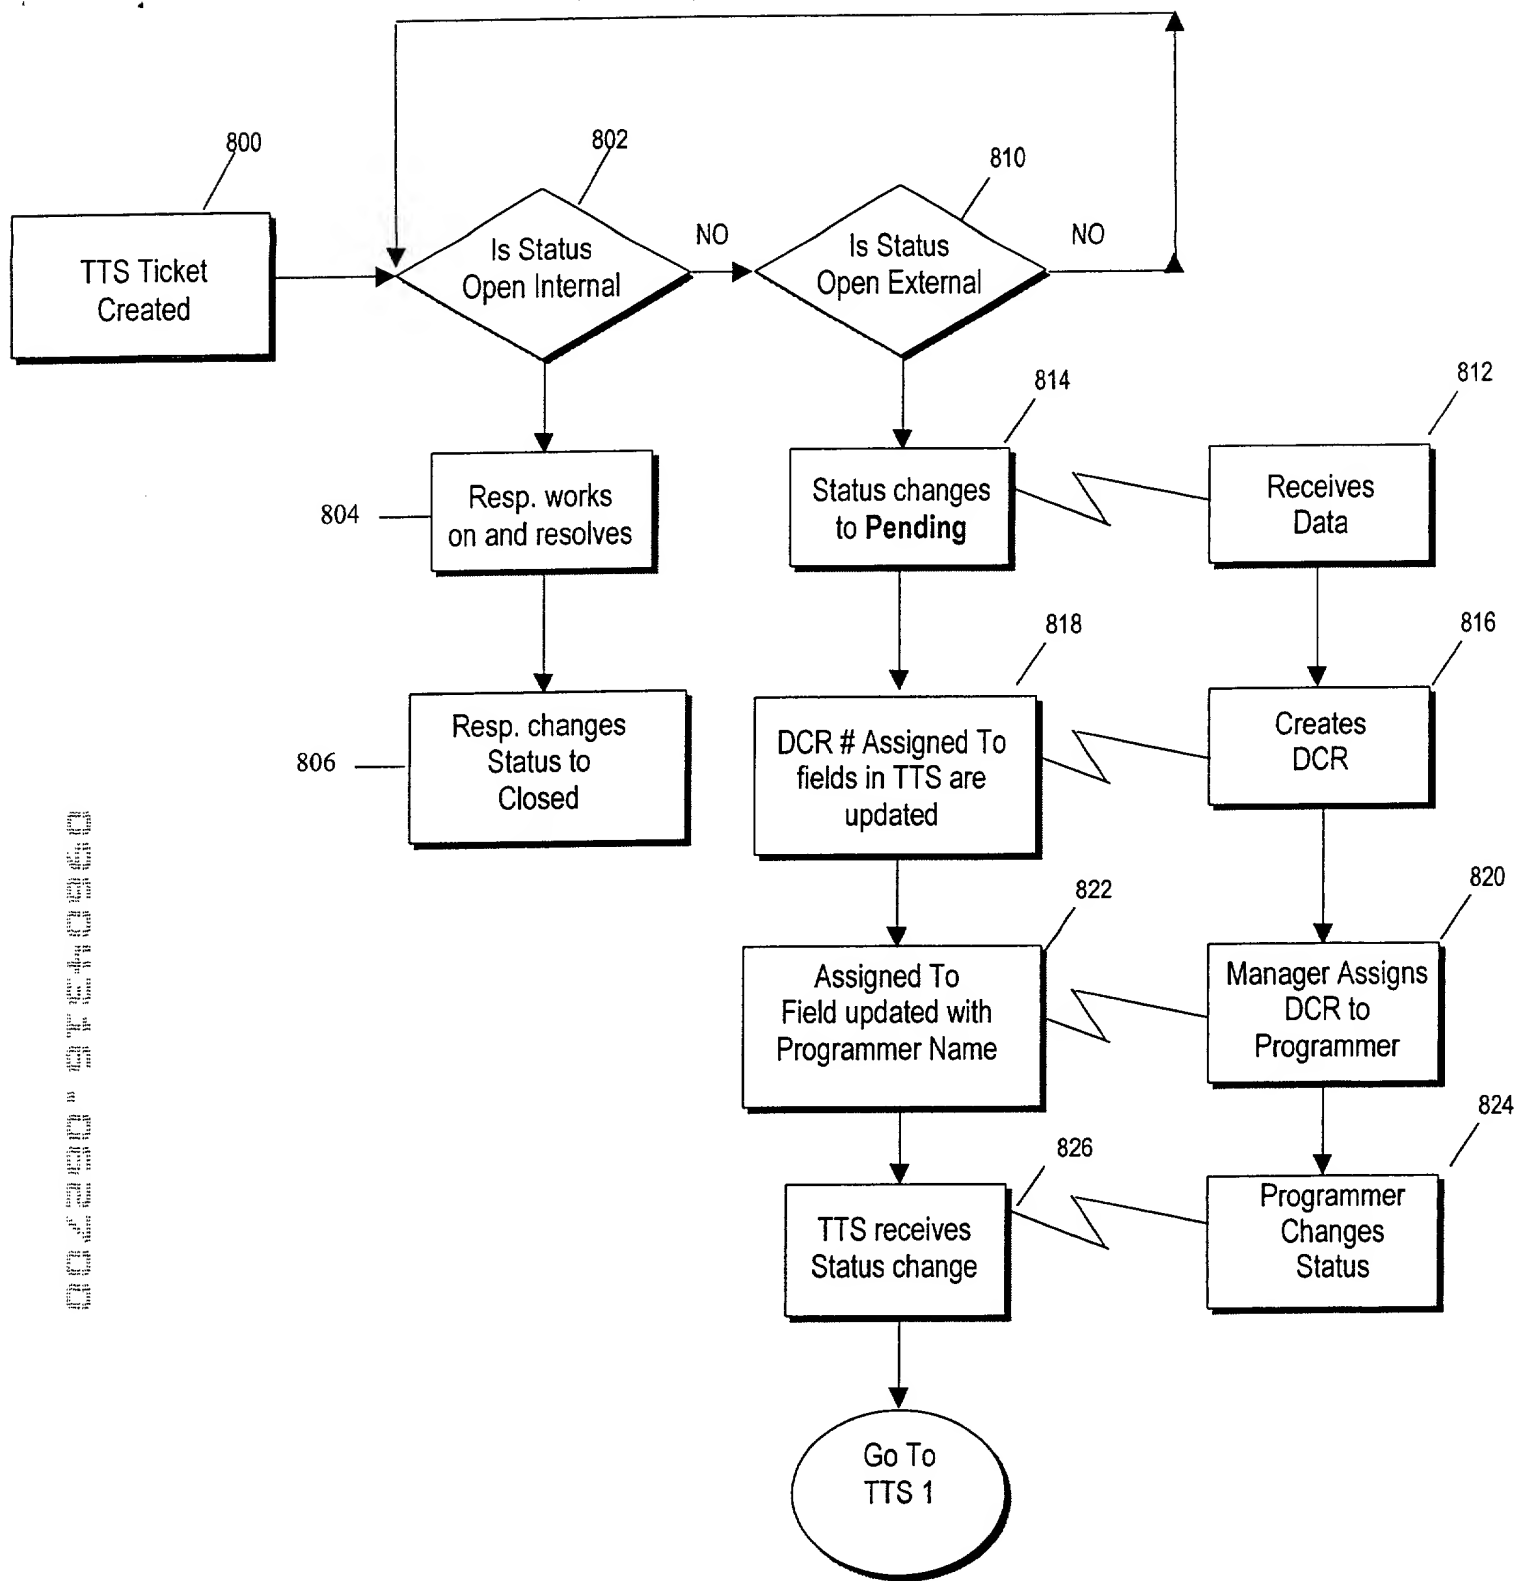 800
802
810
TTS Ticket
Created
Is Status
Open Internal
NO
Is Status
Open External
NO
814
812
804
Resp. works
on and resolves
Status changes
to Pending
Receives
Data
818
816
806
Resp. changes
Status to
Closed
DCR # Assigned To
fields in TTS are
updated
Creates
DCR
822
820
Assigned To
Field updated with
Programmer Name
Manager Assigns
DCR to
Programmer
826
824
TTS receives
Status change
Programmer
Changes
Status
Go To
TTS 1